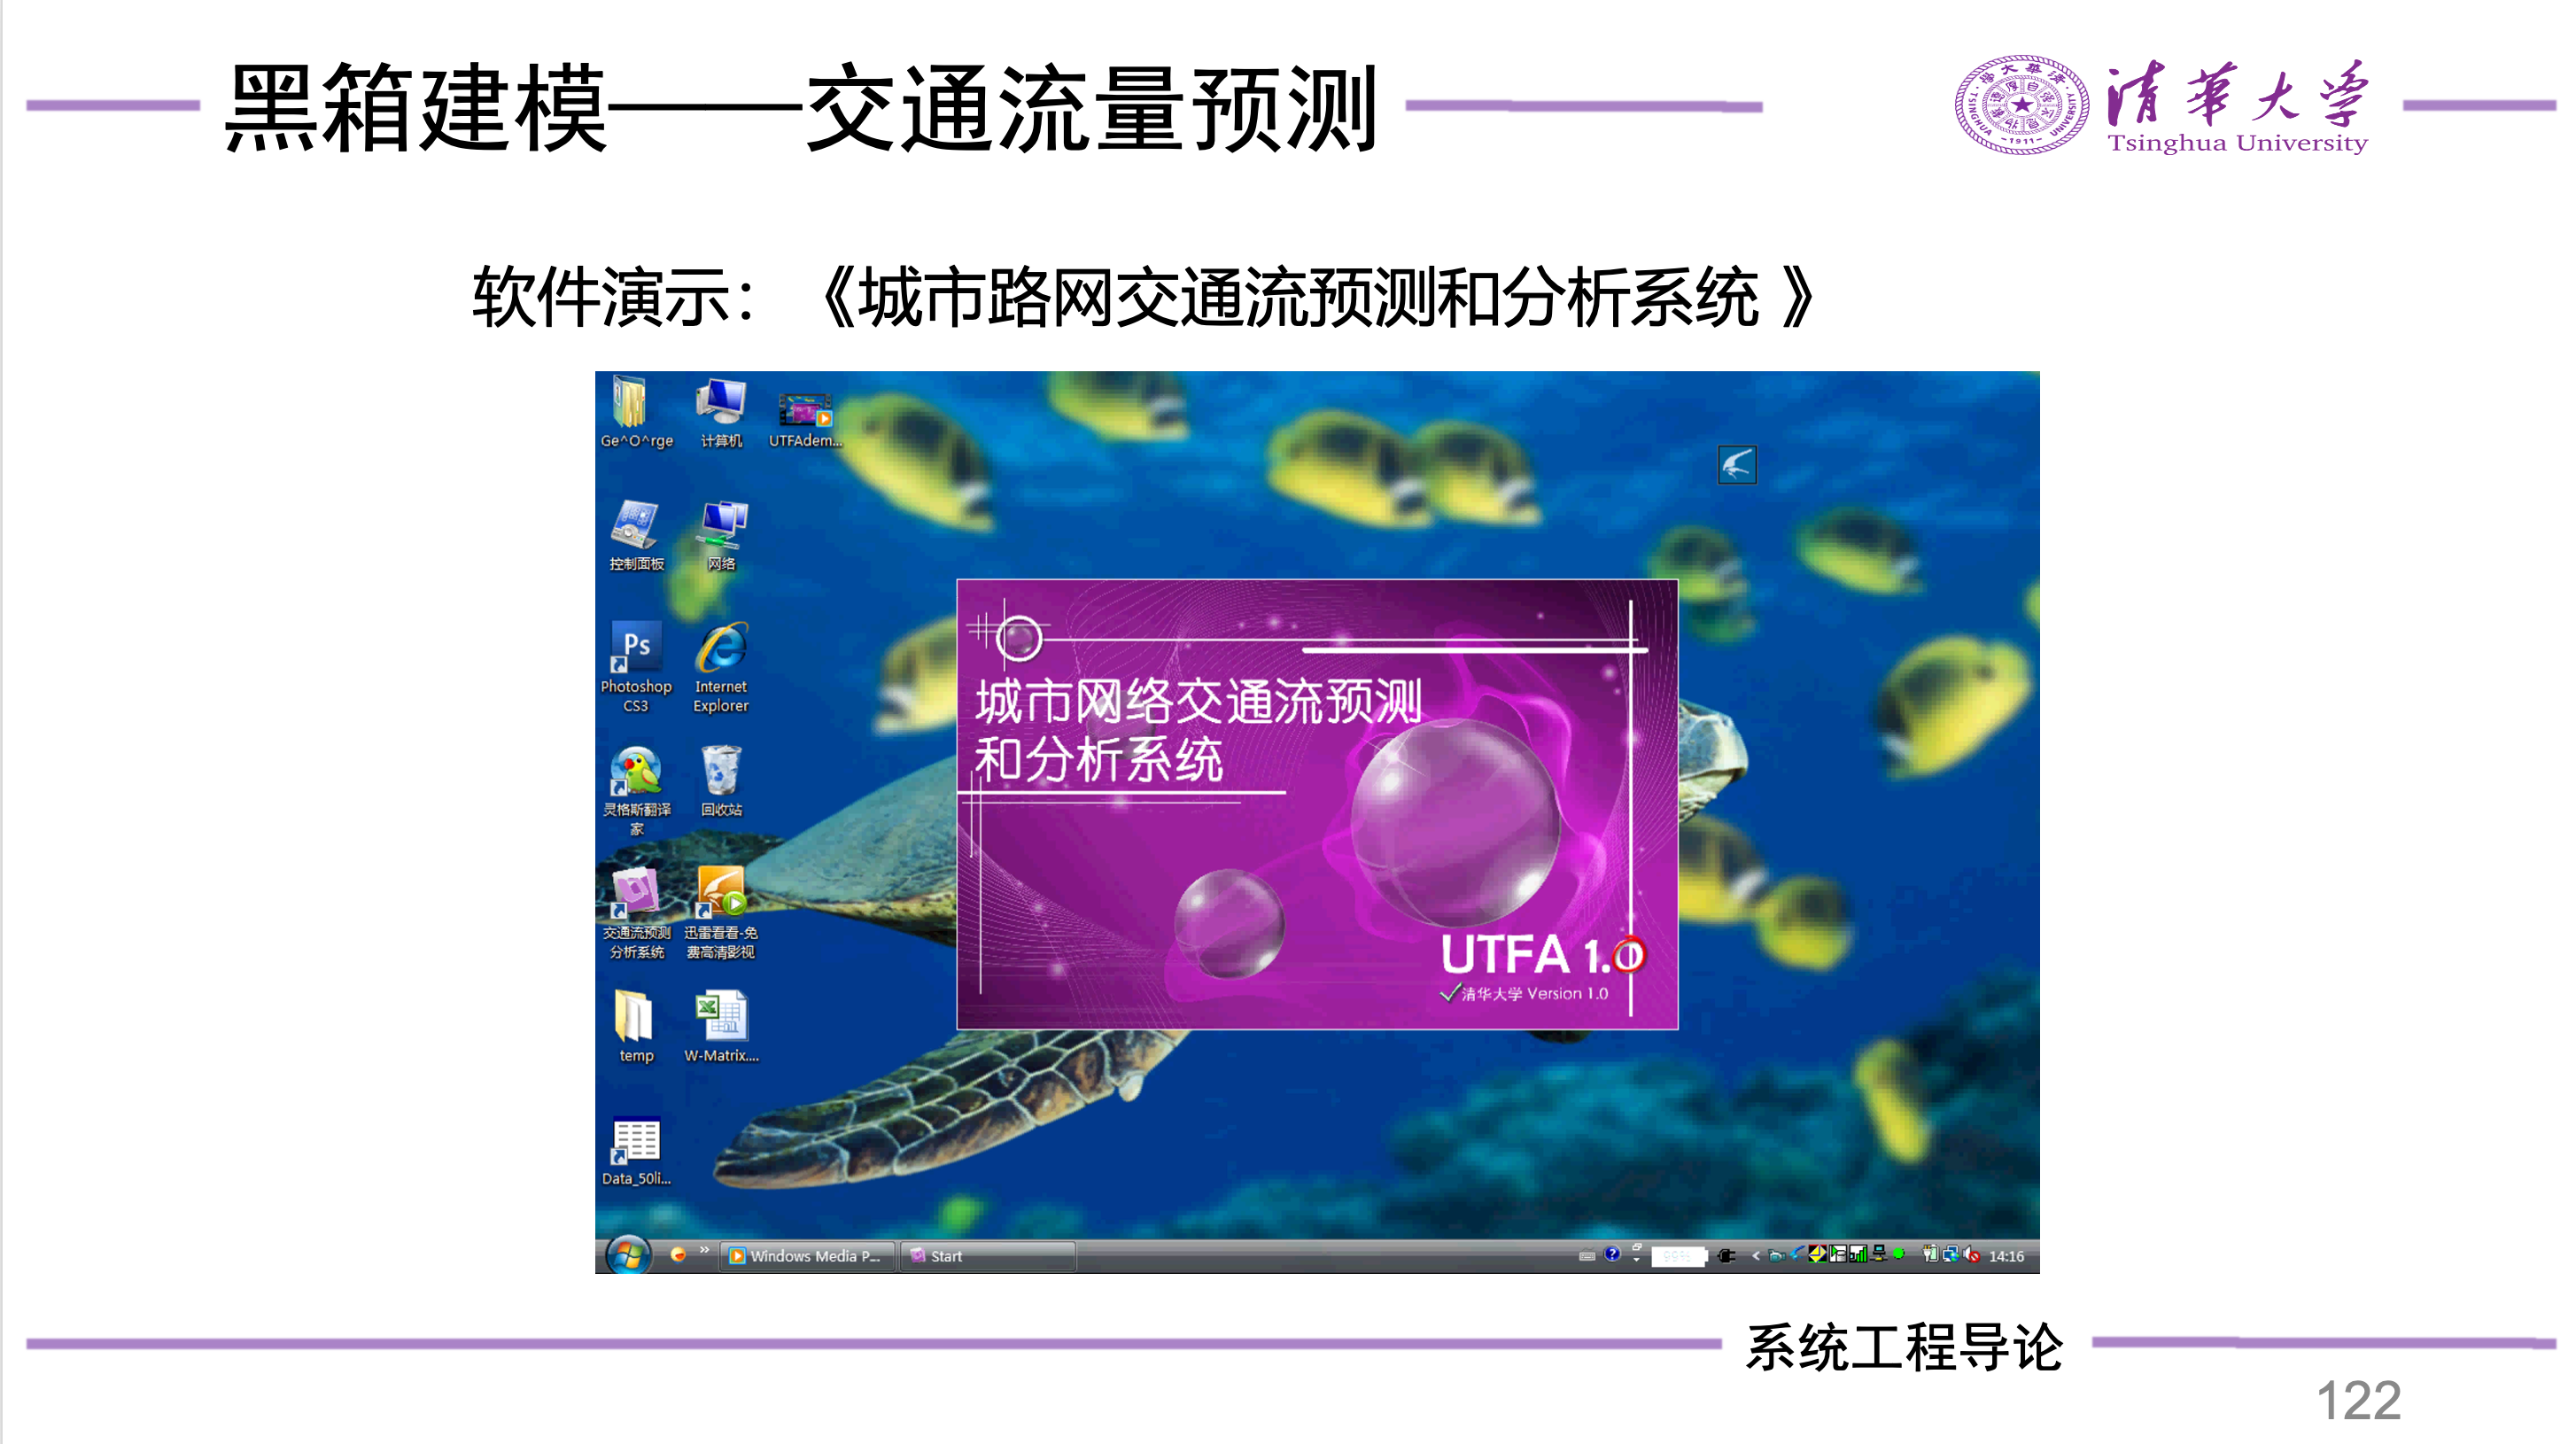 黑箱建模——交通流量预测
清华大学
Tsinghua University
TSINGHUA UNIVERSITY
-1911-
软件演示：《城市路网交通流预测和分析系统 》
Ge^O^rge
计算机
UTFAdem...
控制面板
网络
Ps
Photoshop
CS3
Internet
Explorer
灵格斯翻译
家
回收站
交通流预测
分析系统
迅雷看看-免
费高清影视
temp
W-Matrix....
Data_50li...
城市网络交通流预测
和分析系统
UTFA 1.0
清华大学 Version 1.0
Windows Media P...
Start
14:16
系统工程导论
122